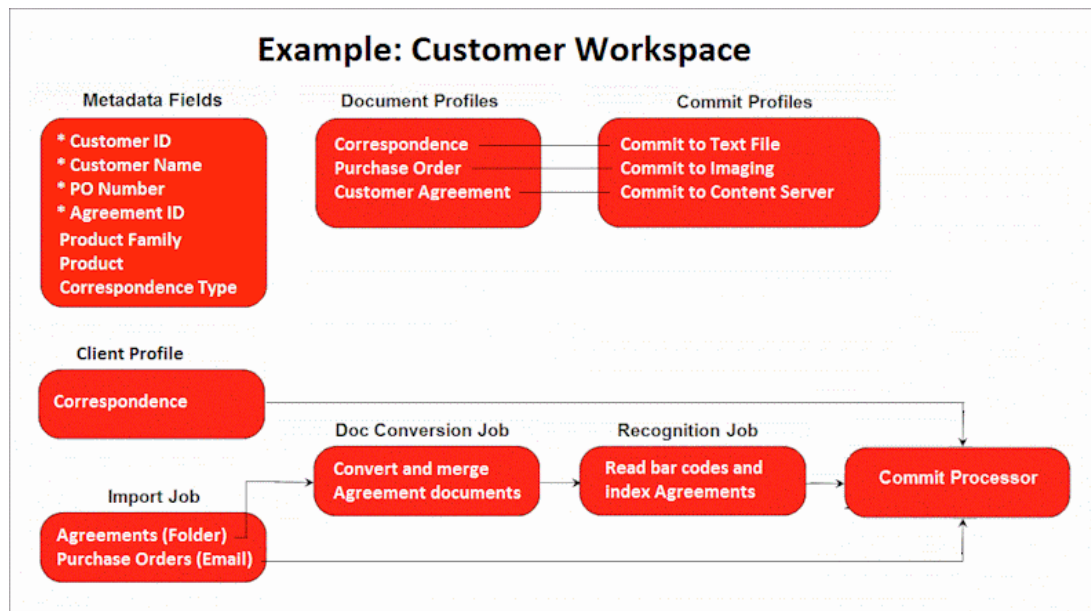 Example: Customer Workspace
Metadata Fields
* Customer ID
* Customer Name
* PO Number
* Agreement ID
Product Family
Product
Correspondence Type
Document Profiles
Correspondence
Purchase Order
Customer Agreement
Commit Profiles
Commit to Text File
Commit to Imaging
Commit to Content Server
Client Profile
Correspondence
Import Job
Agreements (Folder)
Purchase Orders (Email)
Doc Conversion Job
Convert and merge
Agreement documents
Recognition Job
Read bar codes and
index Agreements
Commit Processor